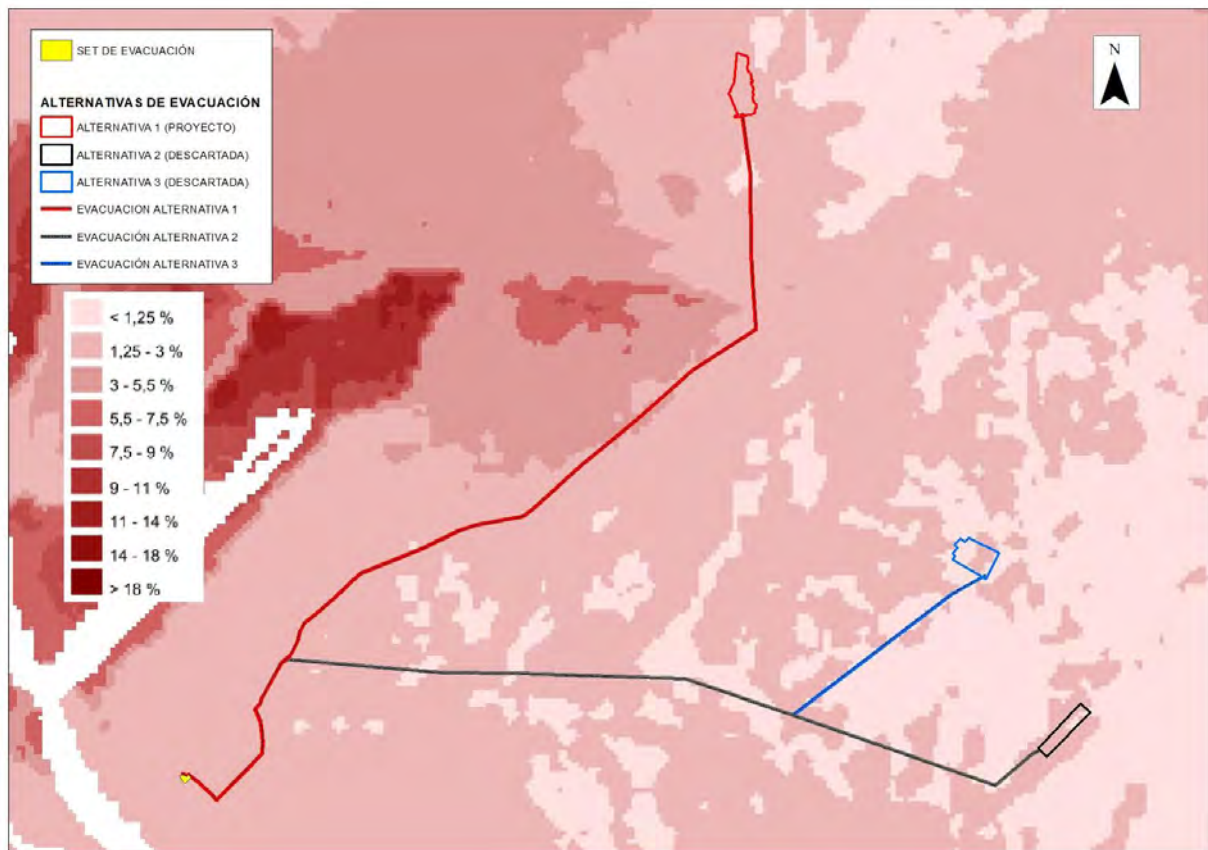 SET DE EVACUACIÓN
ALTERNATIVAS DE EVACUACIÓN
ALTERNATIVA 1 (PROYECTO)
ALTERNATIVA 2 (DESCARTADA)
ALTERNATIVA 3 (DESCARTADA)
EVACUACION ALTERNATIVA 1
EVACUACIÓN ALTERNATIVA 2
EVACUACIÓN ALTERNATIVA 3
N
< 1,25 %
1,25 - 3 %
3 - 5,5 %
5,5 - 7,5 %
7,5 - 9 %
9 - 11 %
11 - 14 %
14 - 18 %
> 18 %